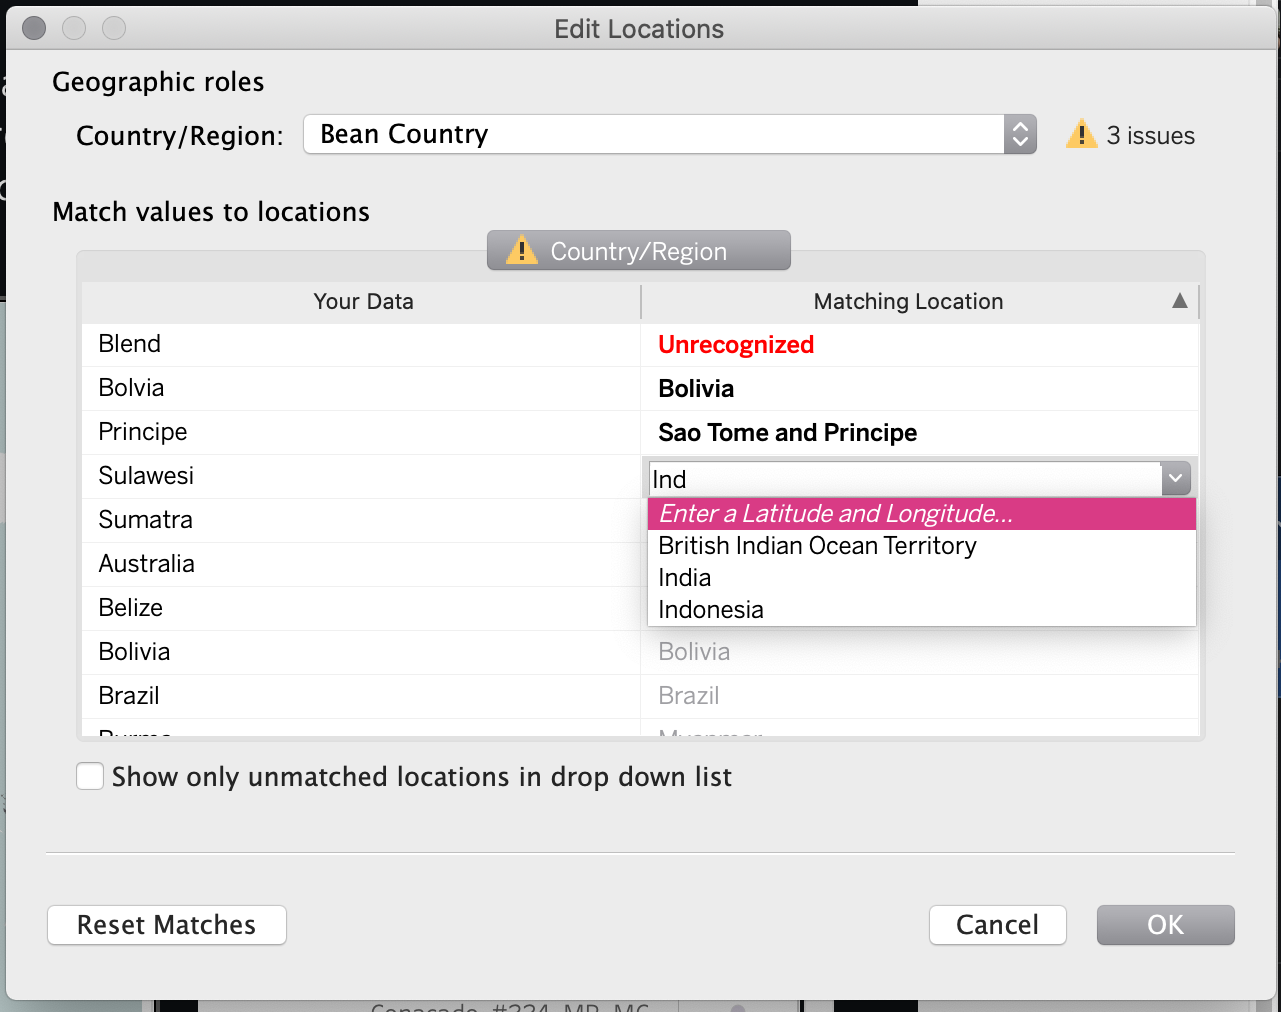 Edit Locations
Geographic roles
Country/Region: Bean Country 3 issues
Match values to locations
Country/Region
Your Data Matching Location
Blend Unrecognized
Bolvia Bolivia
Principe Sao Tome and Principe
Sulawesi Ind
Enter a Latitude and Longitude...
Sumatra British Indian Ocean Territory
Australia India
Belize Indonesia
Bolivia Bolivia
Brazil Brazil
Burma Myanmar
Show only unmatched locations in drop down list
Reset Matches Cancel OK